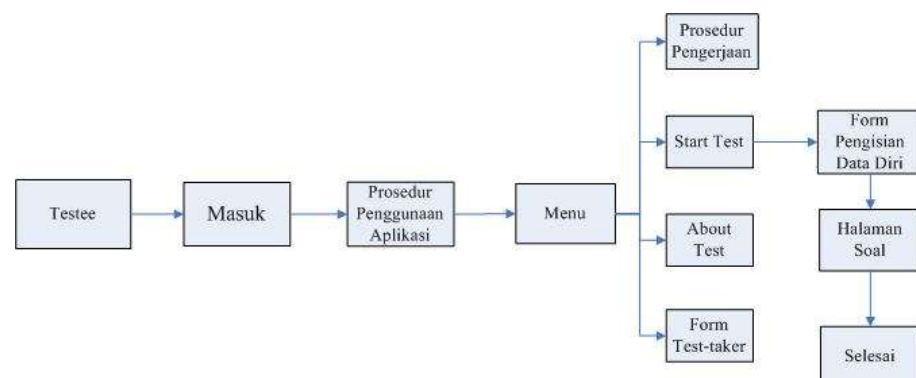 Testee
Masuk
Prosedur
Penggunaan
Aplikasi
Menu
Prosedur
Pengerjaan
Start Test
Form
Pengisian
Data Diri
About
Test
Halaman
Soal
Form
Test-taker
Selesai